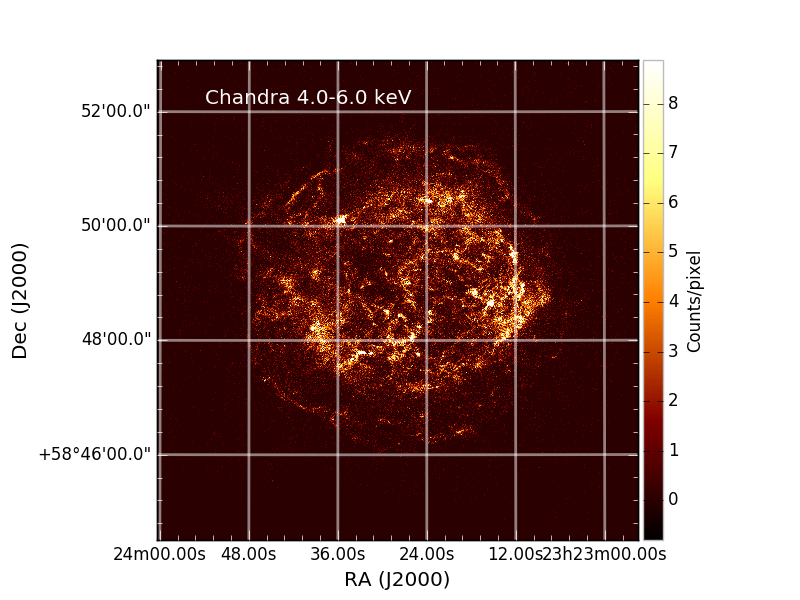 Chandra 4.0-6.0 keV
52'00.0"
50'00.0"
48'00.0"
+58°46'00.0"
Dec (J2000)
24m00.00s 48.00s 36.00s 24.00s 12.00s 23h23m00.00s
RA (J2000)
8
7
6
5
4
3
2
1
0
Counts/pixel